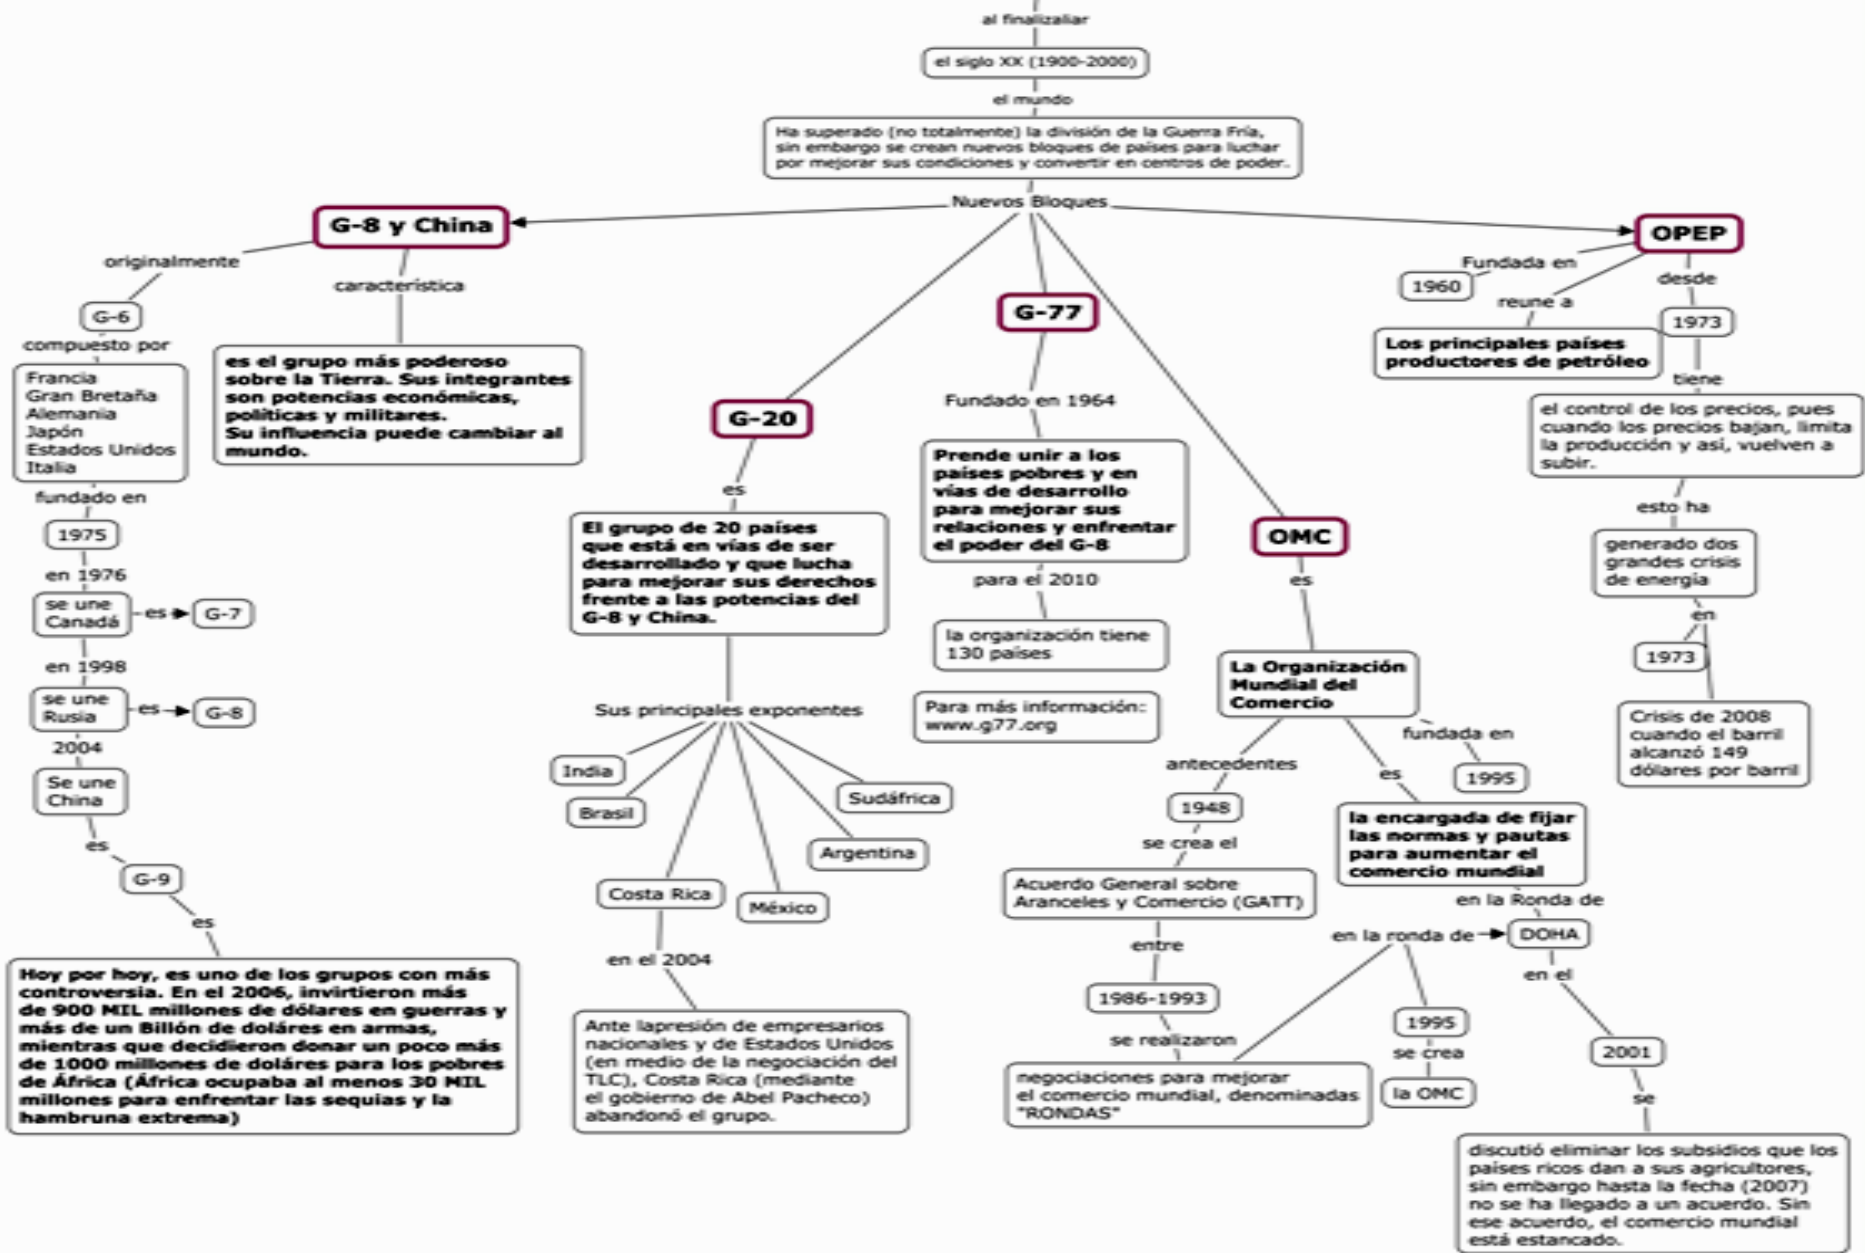 al finalizaliar
el siglo XX (1900-2000)
el mundo
Ha superado (no totalmente) la división de la Guerra Fría,
sin embargo se crean nuevos bloques de países para luchar
por mejorar sus condiciones y convertir en centros de poder.
Nuevos Bloques
G-8 y China
originalmente
G-6
compuesto por
Francia
Gran Bretaña
Alemania
Japón
Estados Unidos
Italia
fundado en
1975
en 1976
se une
Canadá
es
G-7
en 1998
se une
Rusia
es
G-8
2004
Se une
China
es
G-9
es
Hoy por hoy, es uno de los grupos con más
controversia. En el 2006, invirtieron más
de 900 MIL millones de dólares en guerras y
más de un Billón de doláres en armas,
mientras que decidieron donar un poco más
de 1000 millones de doláres para los pobres
de África (África ocupaba al menos 30 MIL
millones para enfrentar las sequias y la
hambruna extrema)
característica
es el grupo más poderoso
sobre la Tierra. Sus integrantes
son potencias económicas,
políticas y militares.
Su influencia puede cambiar al
mundo.
G-20
es
El grupo de 20 países
que está en vías de ser
desarrollado y que lucha
para mejorar sus derechos
frente a las potencias del
G-8 y China.
Sus principales exponentes
India
Brasil
Costa Rica
México
Argentina
Sudáfrica
en el 2004
Ante lapresión de empresarios
nacionales y de Estados Unidos
(en medio de la negociación del
TLC), Costa Rica (mediante
el gobierno de Abel Pacheco)
abandonó el grupo.
G-77
Fundado en 1964
Prende unir a los
países pobres y en
vías de desarrollo
para mejorar sus
relaciones y enfrentar
el poder del G-8
para el 2010
la organización tiene
130 países
Para más información:
www.g77.org
OMC
es
La Organización
Mundial del
Comercio
antecedentes
1948
se crea el
Acuerdo General sobre
Aranceles y Comercio (GATT)
entre
1986-1993
se realizaron
negociaciones para mejorar
el comercio mundial, denominadas
"RONDAS"
en la ronda de
1995
se crea
la OMC
fundada en
1995
es
la encargada de fijar
las normas y pautas
para aumentar el
comercio mundial
en la Ronda de
DOHA
en el
2001
se
discutió eliminar los subsidios que los
países ricos dan a sus agricultores,
sin embargo hasta la fecha (2007)
no se ha llegado a un acuerdo. Sin
ese acuerdo, el comercio mundial
está estancado.
OPEP
Fundada en
1960
reune a
Los principales países
productores de petróleo
desde
1973
tiene
el control de los precios, pues
cuando los precios bajan, limita
la producción y así, vuelven a
subir.
esto ha
generado dos
grandes crisis
de energía
en
1973
Crisis de 2008
cuando el barril
alcanzó 149
dólares por barril